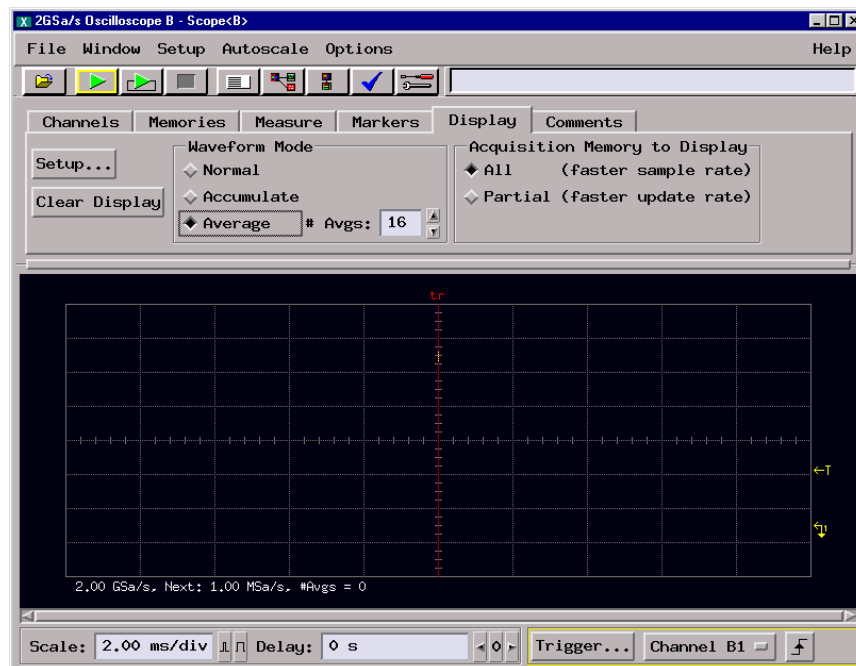 2GSa/s Oscilloscope B - Scope<B>
File Window Setup Autoscale Options Help
Channels Memories Measure Markers Display Comments
Waveform Mode
Acquisition Memory to Display
Setup...
Normal
All (faster sample rate)
Clear Display
Accumulate
Partial (faster update rate)
Average # Avgs: 16
tr
T
1
2.00 GSa/s, Next: 1.00 MSa/s, #Avgs = 0
Scale: 2.00 ms/div Delay: 0 s 0 Trigger... Channel B1